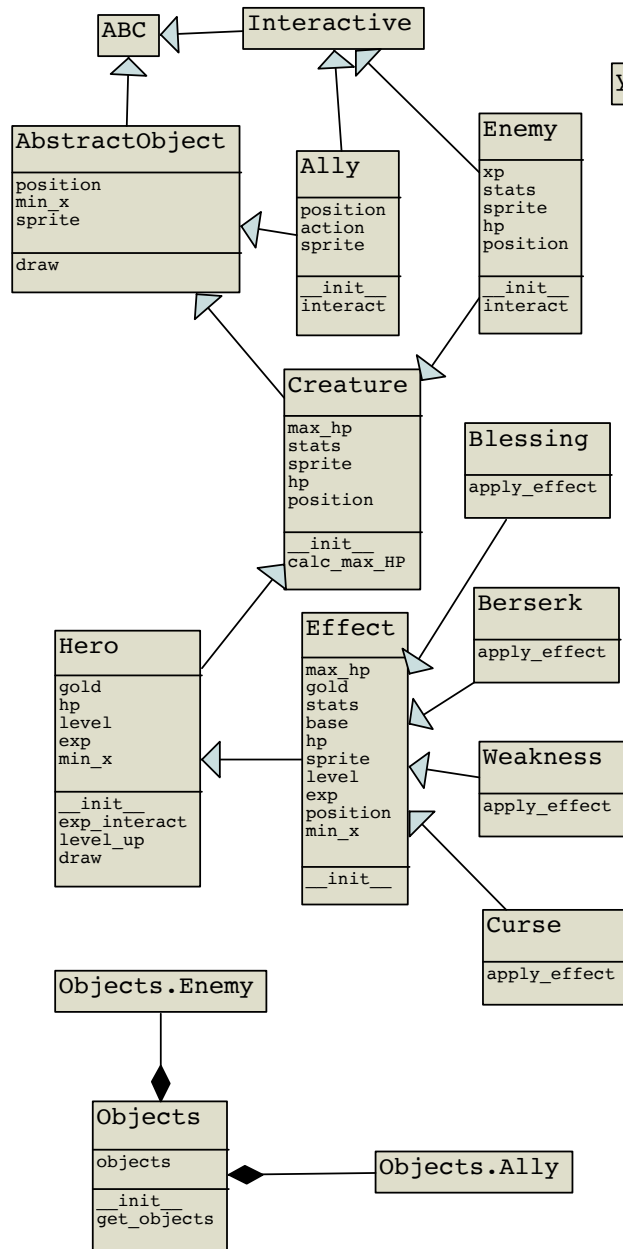 ABC
Interactive
y
AbstractObject
position
min_x
sprite
draw
Ally
position
action
sprite
__init__
interact
Enemy
xp
stats
sprite
hp
position
__init__
interact
Creature
max_hp
stats
sprite
hp
position
__init__
calc_max_HP
Blessing
apply_effect
Berserk
apply_effect
Hero
gold
hp
level
exp
min_x
__init__
exp_interact
level_up
draw
Effect
max_hp
gold
stats
base
hp
sprite
level
exp
position
min_x
__init__
Weakness
apply_effect
Curse
apply_effect
Objects.Enemy
Objects
objects
__init__
get_objects
Objects.Ally